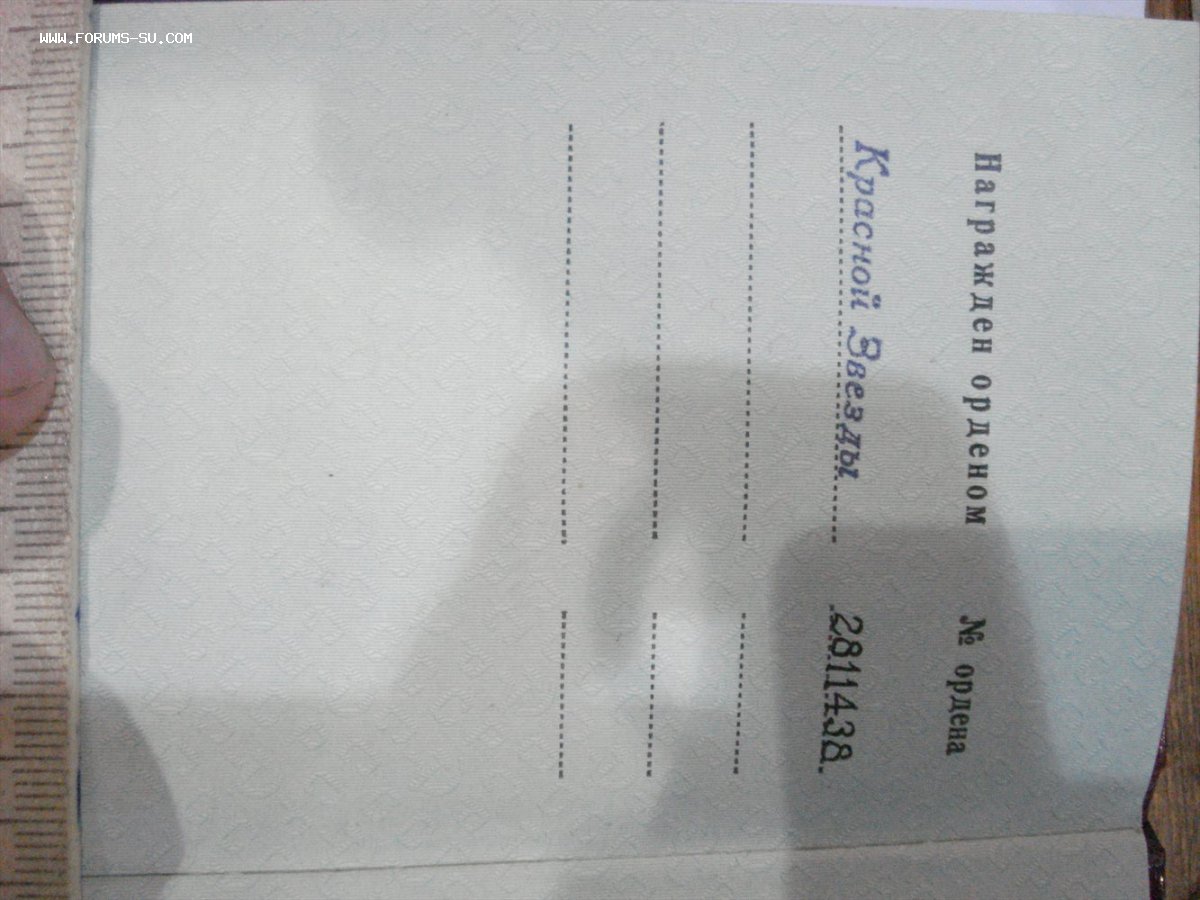 WWW.FORUMS-SU.COM
Награжден орденом № ордена
Красной Звезды 2811438